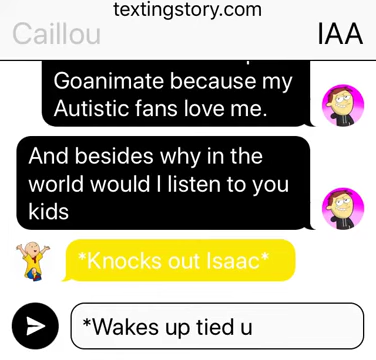 textingstory.com
Caillou
IAA
Goanimate because my
Autistic fans love me.
And besides why in the
world would I listen to you
kids
*Knocks out Isaac*
*Wakes up tied u